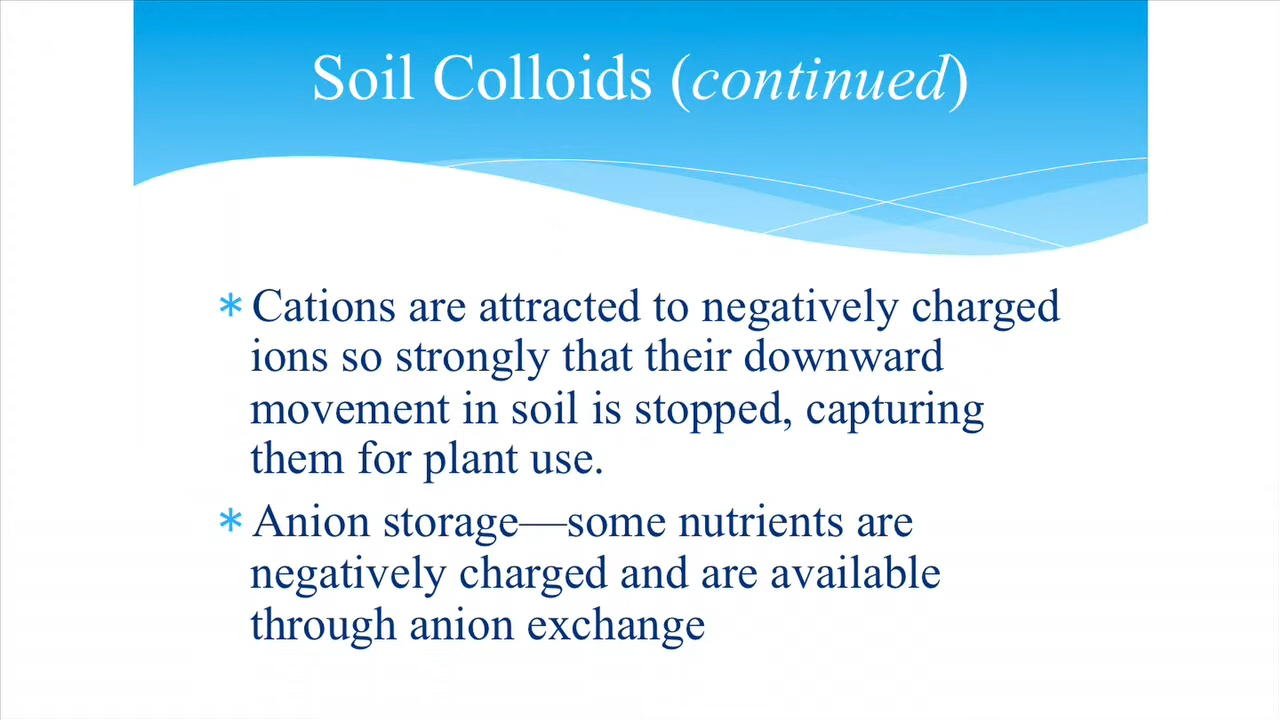 Soil Colloids (continued)
* Cations are attracted to negatively charged
ions so strongly that their downward
movement in soil is stopped, capturing
them for plant use.
* Anion storage—some nutrients are
negatively charged and are available
through anion exchange